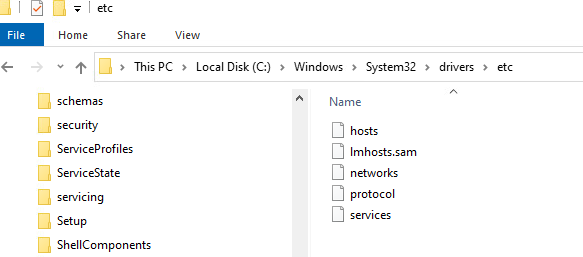 etc
Home Share View
This PC Local Disk (C:) Windows System32 drivers etc
schemas
security
ServiceProfiles
ServiceState
servicing
Setup
ShellComponents
Name
hosts
lmhosts.sam
networks
protocol
services